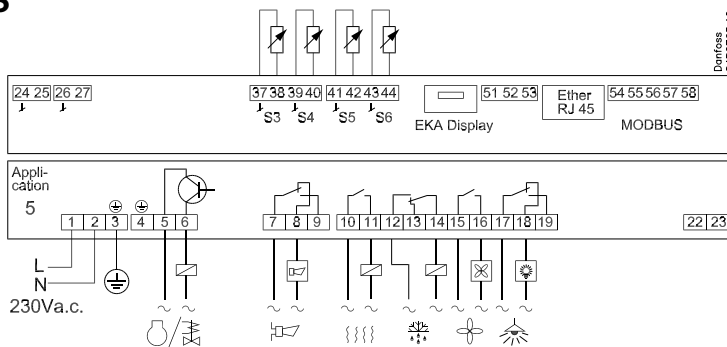 Danfoss
24 25 26 27 37 38 39 40 41 42 43 44 51 52 53 Ether RJ 45 54 55 56 57 58
S3 S4 S5 S6
EKA Display
MODBUS
Appli-
cation
5
1 2 3 4 5 6 7 8 9 10 11 12 13 14 15 16 17 18 19 22 23
L
N
230Va.c.